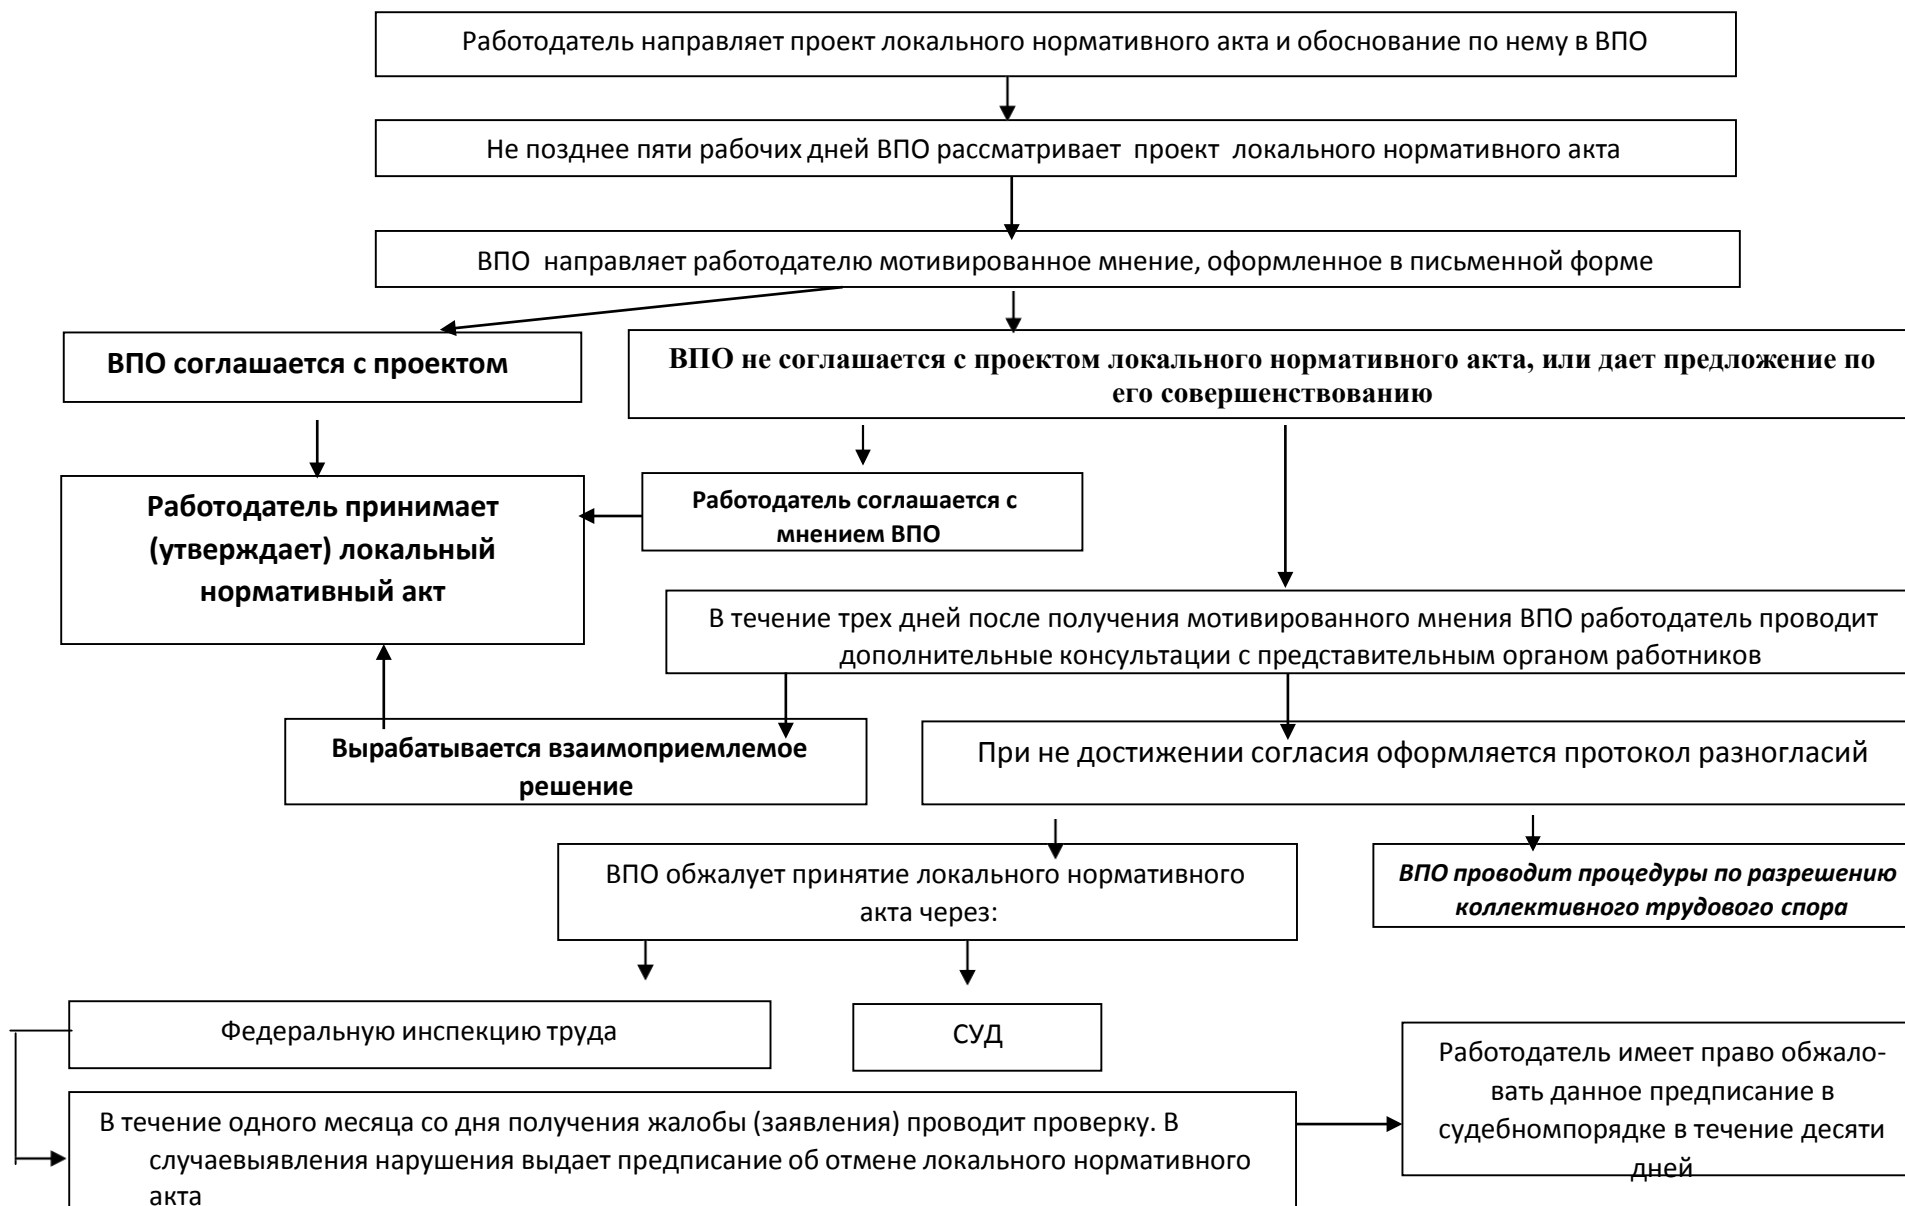 Работодатель направляет проект локального нормативного акта и обоснование по нему в ВПО
Не позднее пяти рабочих дней ВПО рассматривает проект локального нормативного акта
ВПО направляет работодателю мотивированное мнение, оформленное в письменной форме
ВПО соглашается с проектом
ВПО не соглашается с проектом локального нормативного акта, или дает предложение по
его совершенствованию
Работодатель принимает
(утверждает) локальный
нормативный акт
Работодатель соглашается с
мнением ВПО
В течение трех дней после получения мотивированного мнения ВПО работодатель проводит
дополнительные консультации с представительным органом работников
Вырабатывается взаимоприемлемое
решение
При не достижении согласия оформляется протокол разногласий
ВПО обжалует принятие локального нормативного
акта через:
ВПО проводит процедуры по разрешению
коллективного трудового спора
Федеральную инспекцию труда
СУД
Работодатель имеет право обжало-
вать данное предписание в
судебномпорядке в течение десяти
дней
В течение одного месяца со дня получения жалобы (заявления) проводит проверку. В
случаевыявления нарушения выдает предписание об отмене локального нормативного
акта